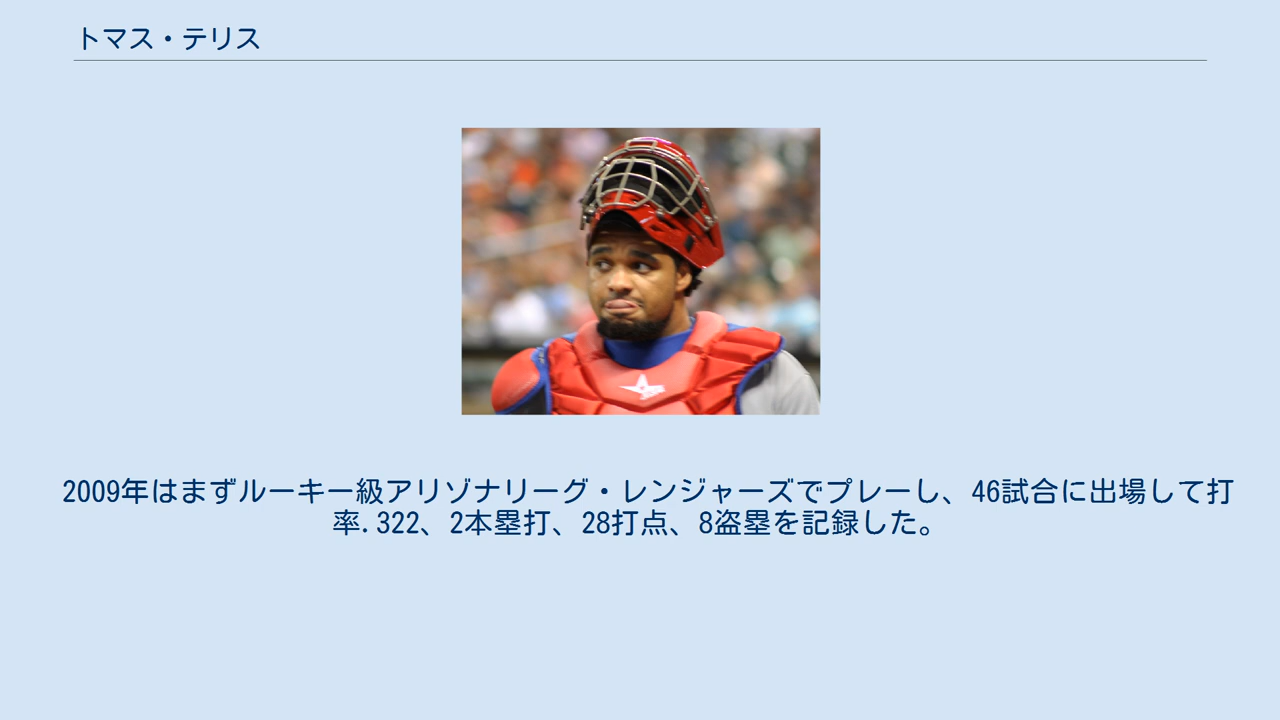 トマス・テリス
2009年はまずルーキー級アリゾナリーグ・レンジャーズでプレーし、46試合に出場して打
率.322、2本塁打、28打点、8盗塁を記録した。